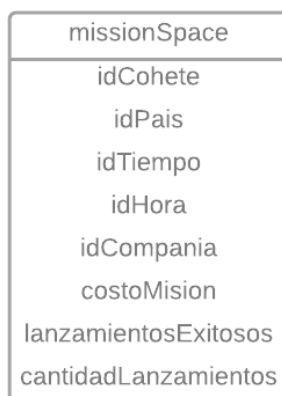 missionSpace
idCohete
idPais
idTiempo
idHora
idCompania
costoMision
lanzamientosExitosos
cantidadLanzamientos